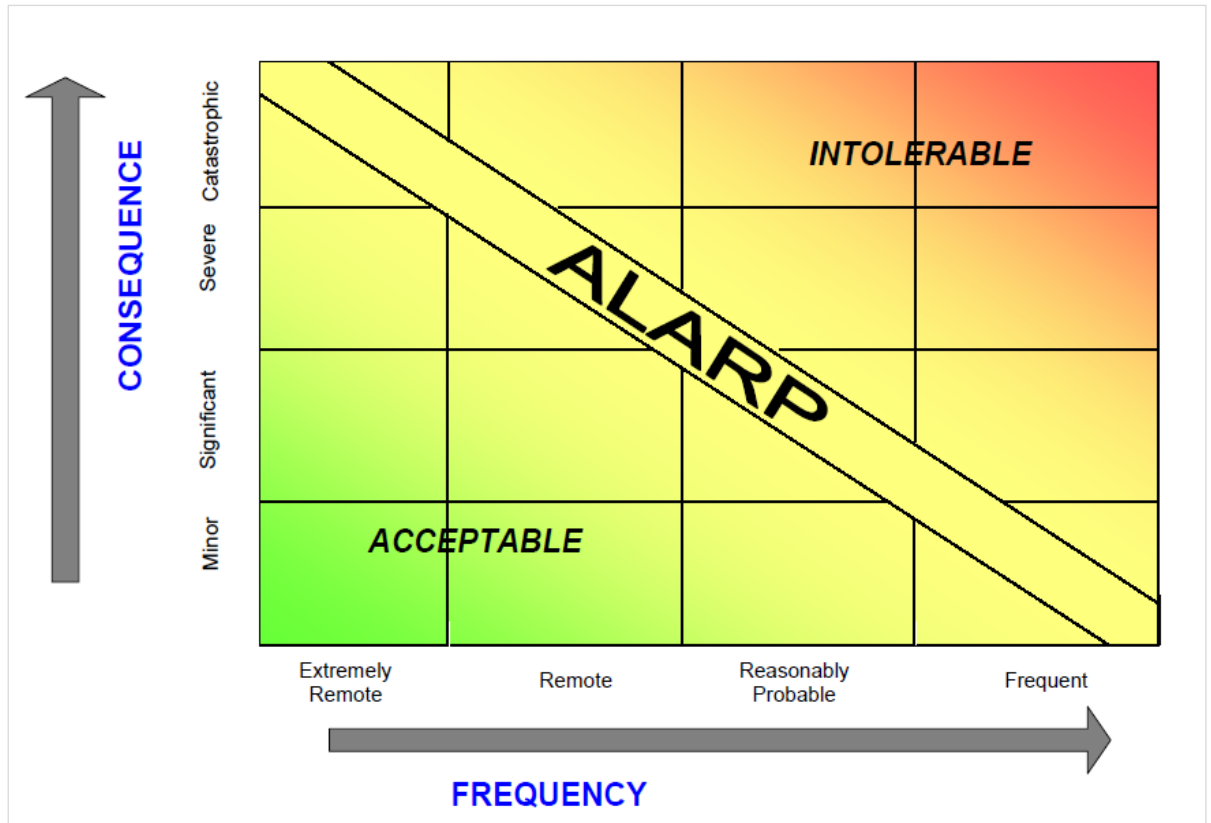 CONSEQUENCE
Catastrophic
Severe
Significant
Minor
INTOLERABLE
ALARP
ACCEPTABLE
Extremely
Remote
Remote
Reasonably
Probable
Frequent
FREQUENCY